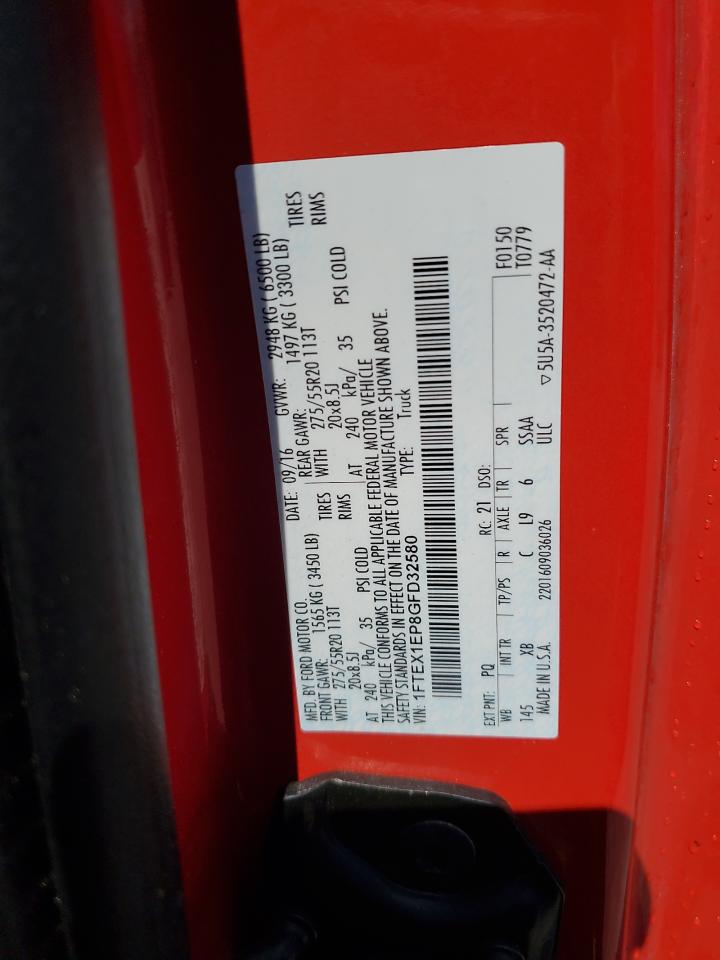 MFD. BY FORD MOTOR CO.
DATE: 09/16 GVWR: 2948 KG ( 6500 LB)
FRONT GAWR: 1565 KG ( 3450 LB)
REAR GAWR: 1497 KG ( 3300 LB)
WITH 275/55R20 113T TIRES
WITH 275/55R20 113T TIRES
20x8.5J RIMS
20x8.5J RIMS
AT 240 kPa/ 35 PSI COLD
AT 240 kPa/ 35 PSI COLD
THIS VEHICLE CONFORMS TO ALL APPLICABLE FEDERAL MOTOR VEHICLE
SAFETY STANDARDS IN EFFECT ON THE DATE OF MANUFACTURE SHOWN ABOVE.
VIN: 1FTEX1EP8GFD32580
TYPE: Truck
F0150
T0779
EXT PNT: PQ RC: 21 DSO:
WB INT TR TP/PS R AXLE TR SPR
145 XB C L9 6 SSAA
MADE IN U.S.A. 2201609036026 ULC ▽5U5A-3520472-AA